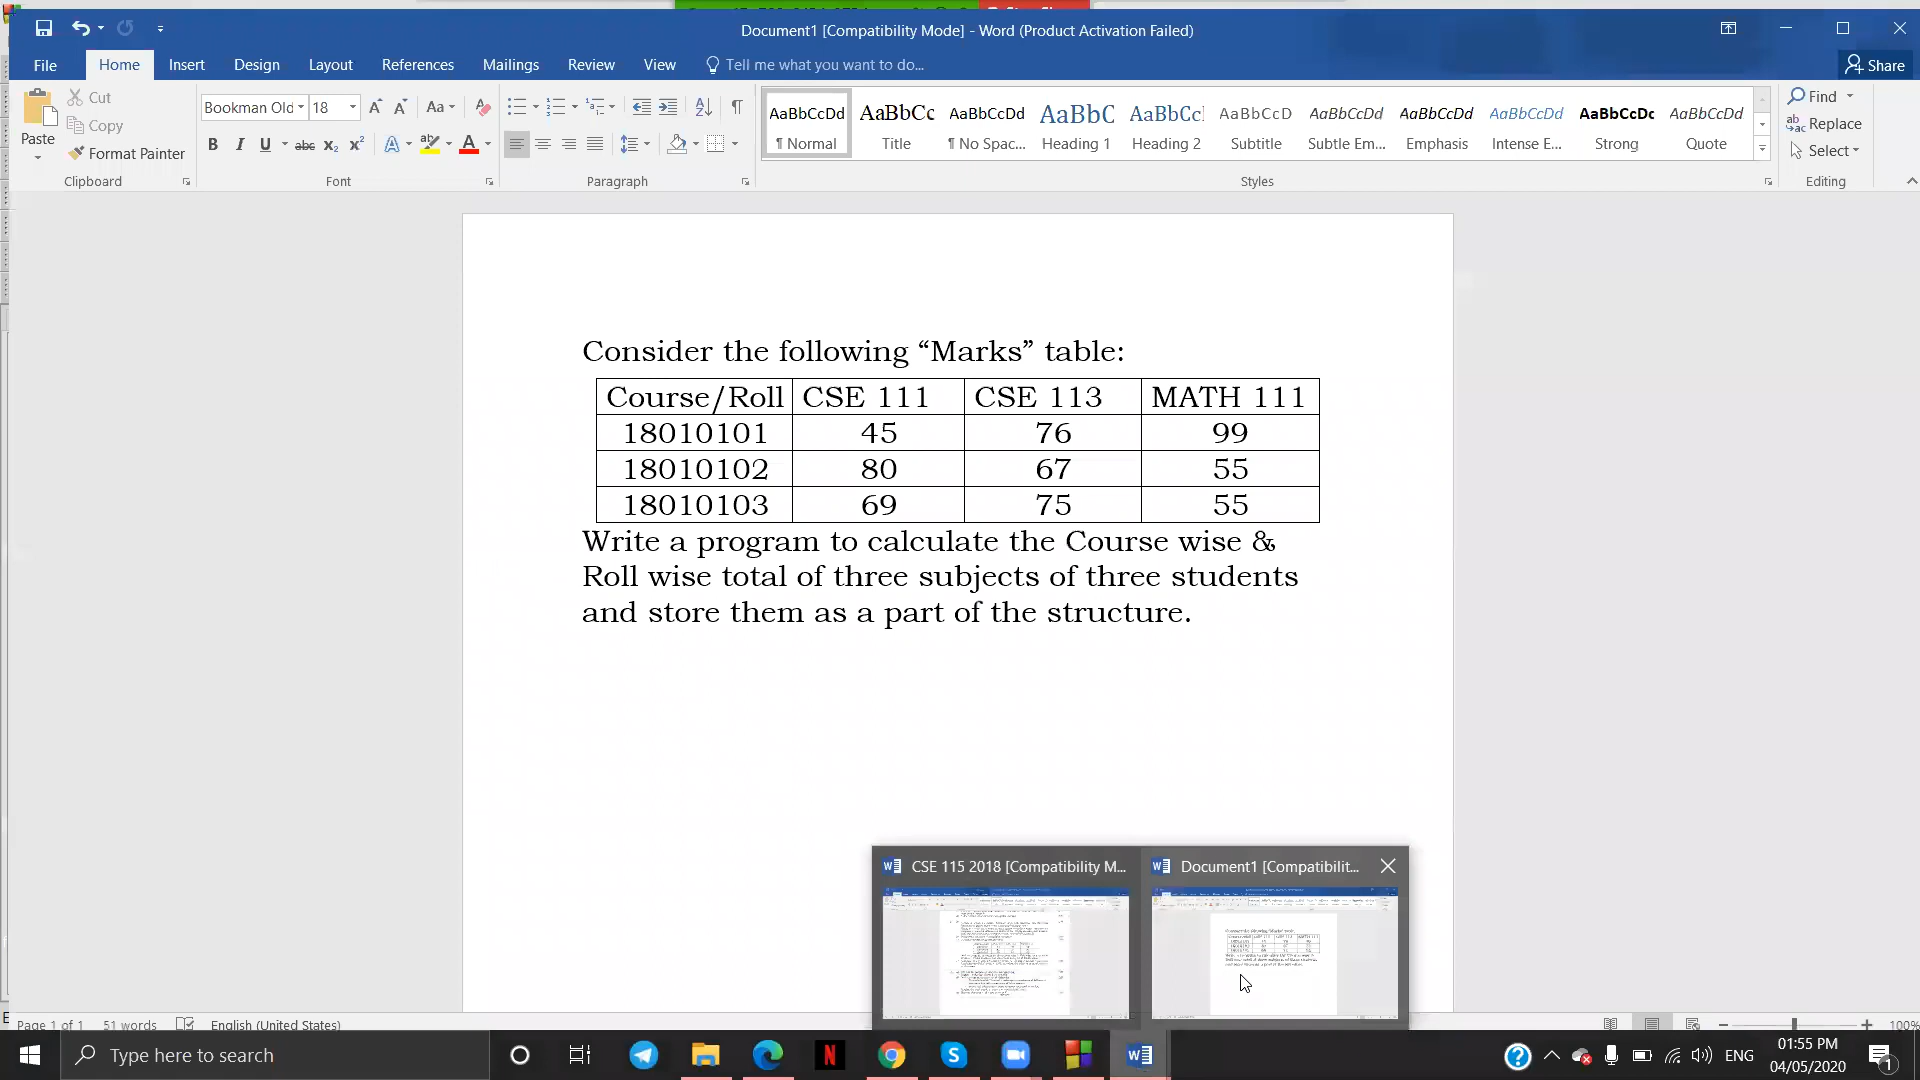 Document1 [Compatibility Mode] - Word (Product Activation Failed)
File Home Insert Design Layout References Mailings Review View Tell me what you want to do... Share
Paste
Cut
Copy
Format Painter
Clipboard
Bookman Old 18
Font
Paragraph
AaBbCcDd AaBbCc AaBbCcDd AaBbC AaBbCc AaBbCcD AaBbCcDd AaBbCcDd AaBbCcDd AaBbCcDc AaBbCcDd
¶ Normal Title ¶ No Spac... Heading 1 Heading 2 Subtitle Subtle Em... Emphasis Intense E... Strong Quote
Styles
Find
Replace
Select
Editing
Consider the following “Marks” table:
Course/Roll CSE 111 CSE 113 MATH 111
18010101 45 76 99
18010102 80 67 55
18010103 69 75 55
Write a program to calculate the Course wise &
Roll wise total of three subjects of three students
and store them as a part of the structure.
CSE 115 2018 [Compatibility M... Document1 [Compatibilit...
Page 1 of 1 51 words English (United States) 100%
Type here to search
ENG
01:55 PM
04/05/2020
1